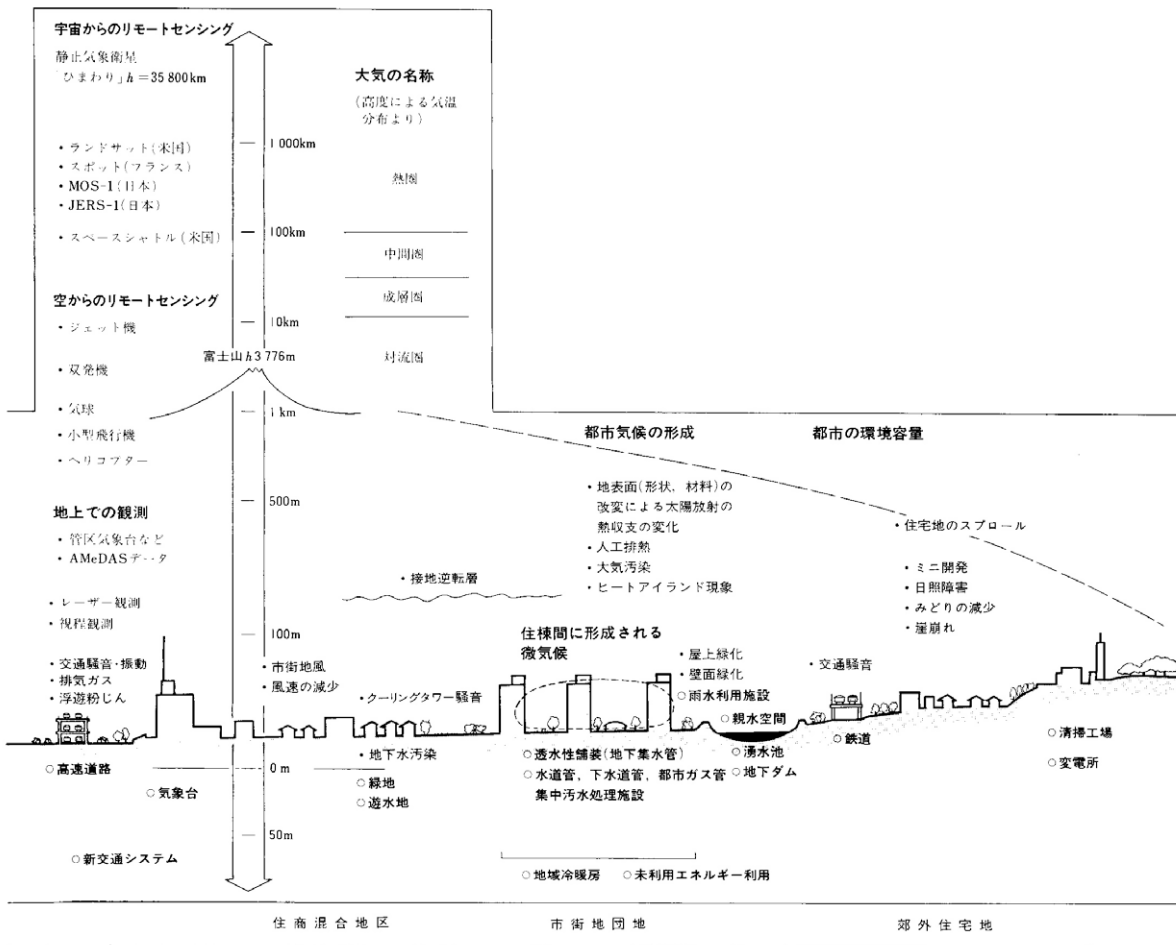 宇宙からのリモートセンシング
静止気象衛星
「ひまわり」h=35 800km
・ランドサット(米国)
・スポット(フランス)
・MOS-1(日本)
・JERS-1(日本)
・スペースシャトル(米国)
空からのリモートセンシング
・ジェット機
・双発機
・気球
・小型飛行機
・ヘリコプター
地上での観測
・管区気象台など
・AMeDASデータ
・レーザー観測
・視程観測
・交通騒音・振動
・排気ガス
・浮遊粉じん
○高速道路
○気象台
○新交通システム
1 000km
100km
10km
富士山h3 776m
1 km
500m
100m
0 m
50m
大気の名称
(高度による気温
分布より)
熱圏
中間圏
成層圏
対流圏
・接地逆転層
・市街地風
・風速の減少
・クーリングタワー騒音
・地下水汚染
○緑地
○遊水地
都市気候の形成
・地表面(形状、材料)の
改変による太陽放射の
熱収支の変化
・人工排熱
・大気汚染
・ヒートアイランド現象
住棟間に形成される
微気候
・屋上緑化
・壁面緑化
○雨水利用施設
○親水空間
○透水性舗装(地下集水管)
○水道管、下水道管、都市ガス管
集中汚水処理施設
○湧水池
○地下ダム
○地域冷暖房 ○未利用エネルギー利用
都市の環境容量
・住宅地のスプロール
・ミニ開発
・日照障害
・みどりの減少
・崖崩れ
・交通騒音
○鉄道
○清掃工場
○変電所
住商混合地区
市街地団地
郊外住宅地